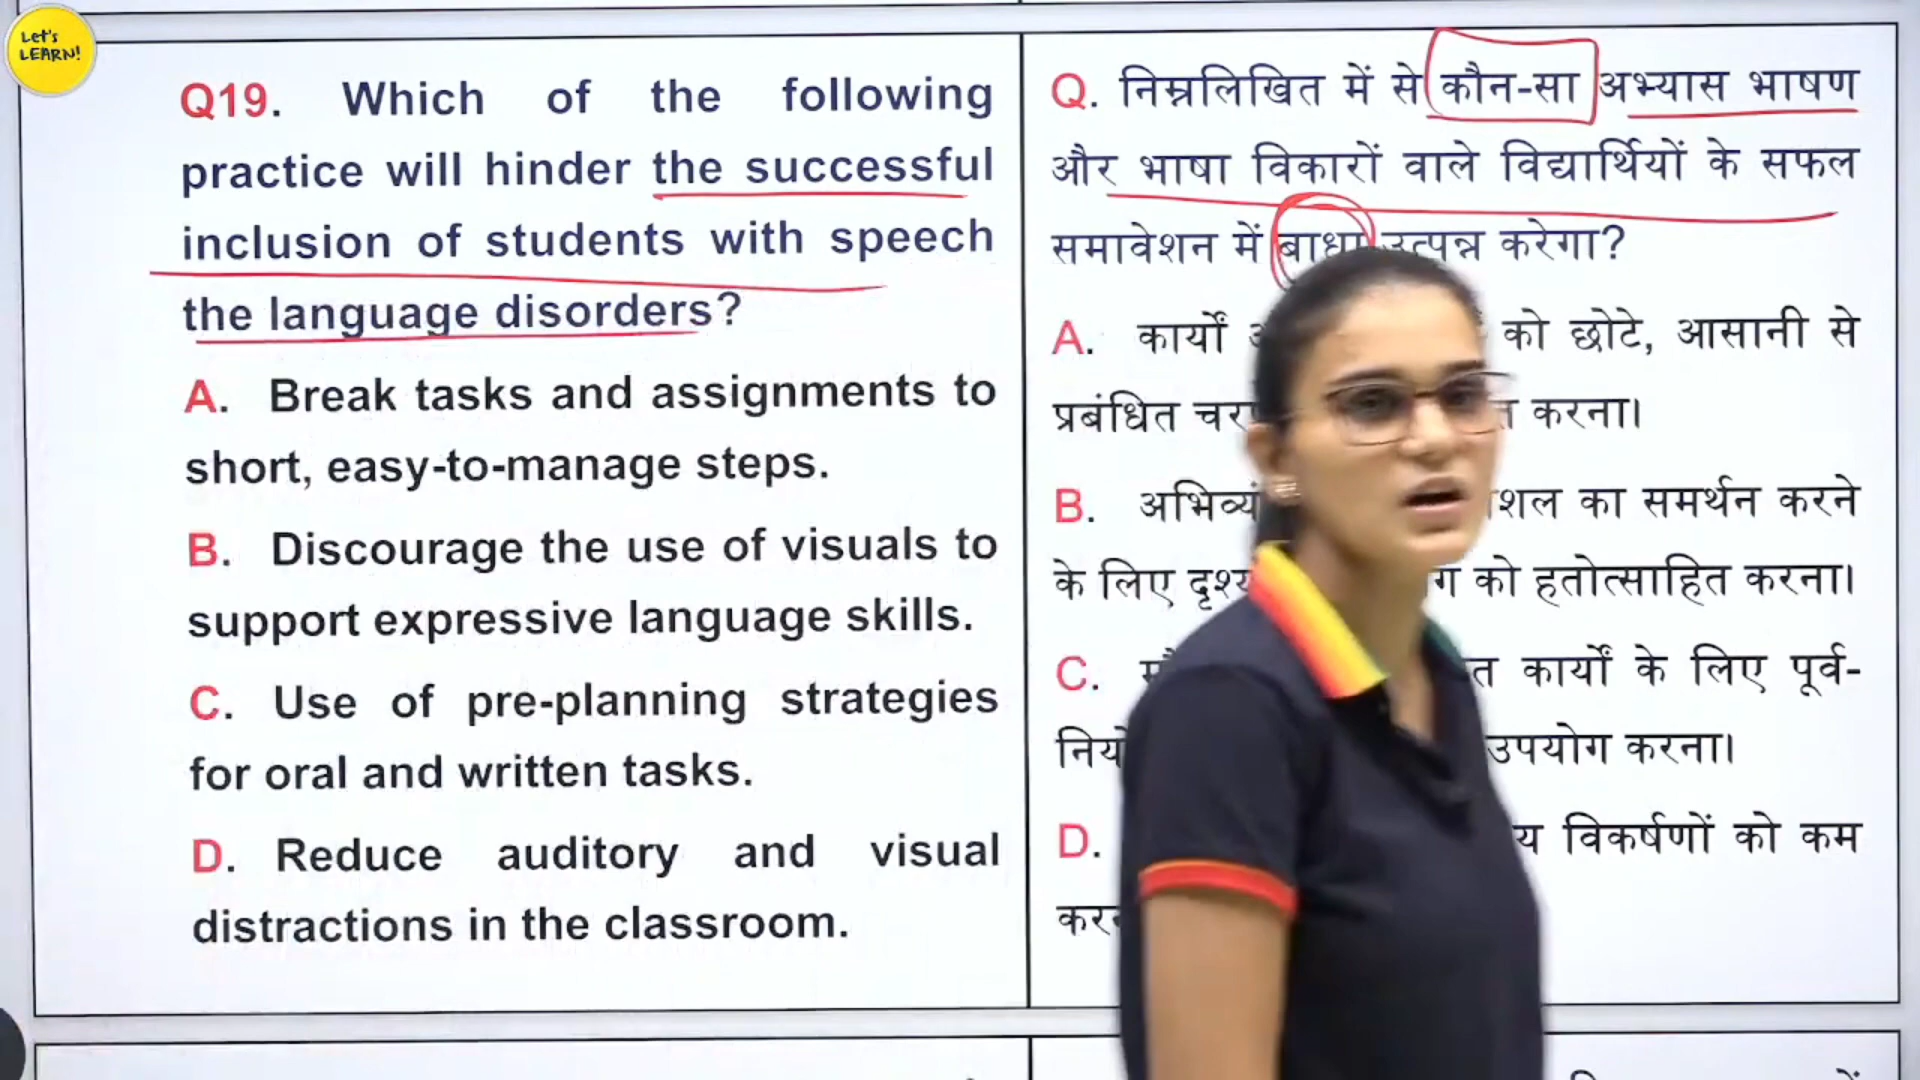 Let's
LEARN!
Q19. Which of the following
practice will hinder the successful
inclusion of students with speech
the language disorders?
A. Break tasks and assignments to
short, easy-to-manage steps.
B. Discourage the use of visuals to
support expressive language skills.
C. Use of pre-planning strategies
for oral and written tasks.
D. Reduce auditory and visual
distractions in the classroom.
Q. निम्नलिखित में से कौन-सा अभ्यास भाषण
और भाषा विकारों वाले विद्यार्थियों के सफल
समावेशन में बाधा उत्पन्न करेगा?
A. कार्यों को छोटे, आसानी से
प्रबंधित करना।
B. का समर्थन करने
के लिए को हतोत्साहित करना।
C. कार्यों के लिए पूर्व-
उपयोग करना।
D. विकर्षणों को कम